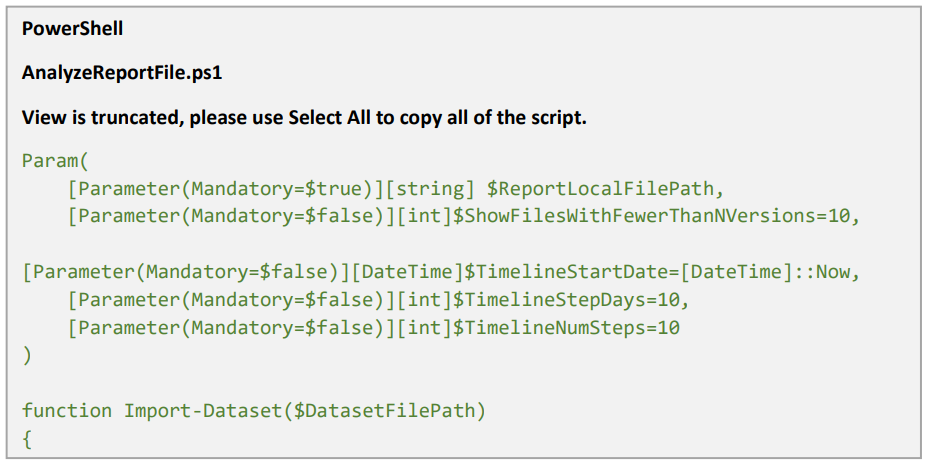 PowerShell
AnalyzeReportFile.ps1
View is truncated, please use Select All to copy all of the script.
Param(
    [Parameter(Mandatory=$true)][string] $ReportLocalFilePath,
    [Parameter(Mandatory=$false)][int]$ShowFilesWithFewerThanNVersions=10,

[Parameter(Mandatory=$false)][DateTime]$TimelineStartDate=[DateTime]::Now,
    [Parameter(Mandatory=$false)][int]$TimelineStepDays=10,
    [Parameter(Mandatory=$false)][int]$TimelineNumSteps=10
)

function Import-Dataset($DatasetFilePath)
{